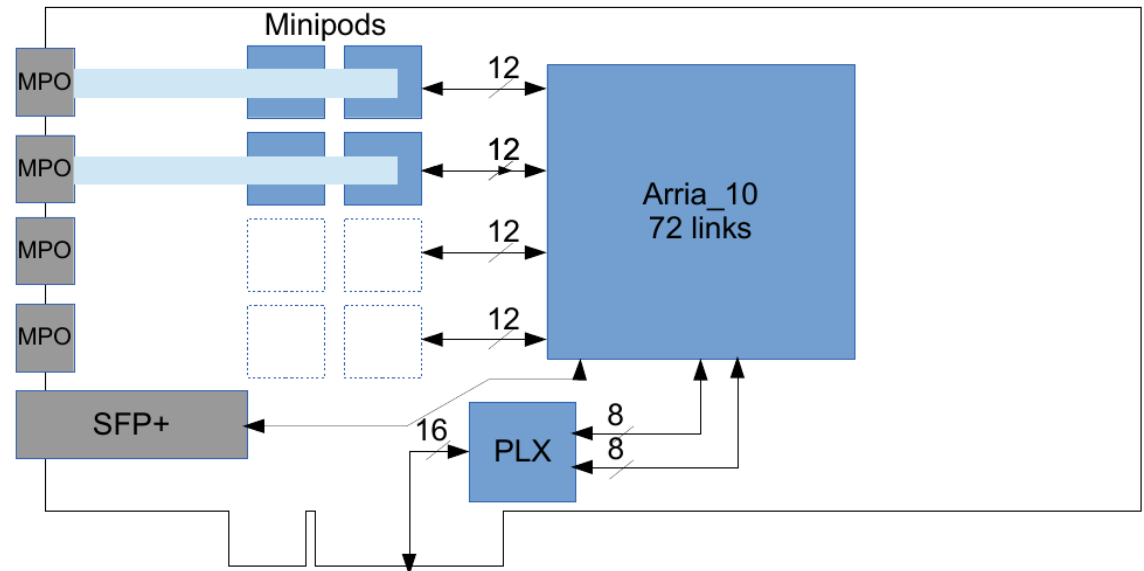 Minipods
MPO
12
MPO
12
Arria_10
72 links
MPO
12
MPO
12
SFP+
16
PLX
8
8